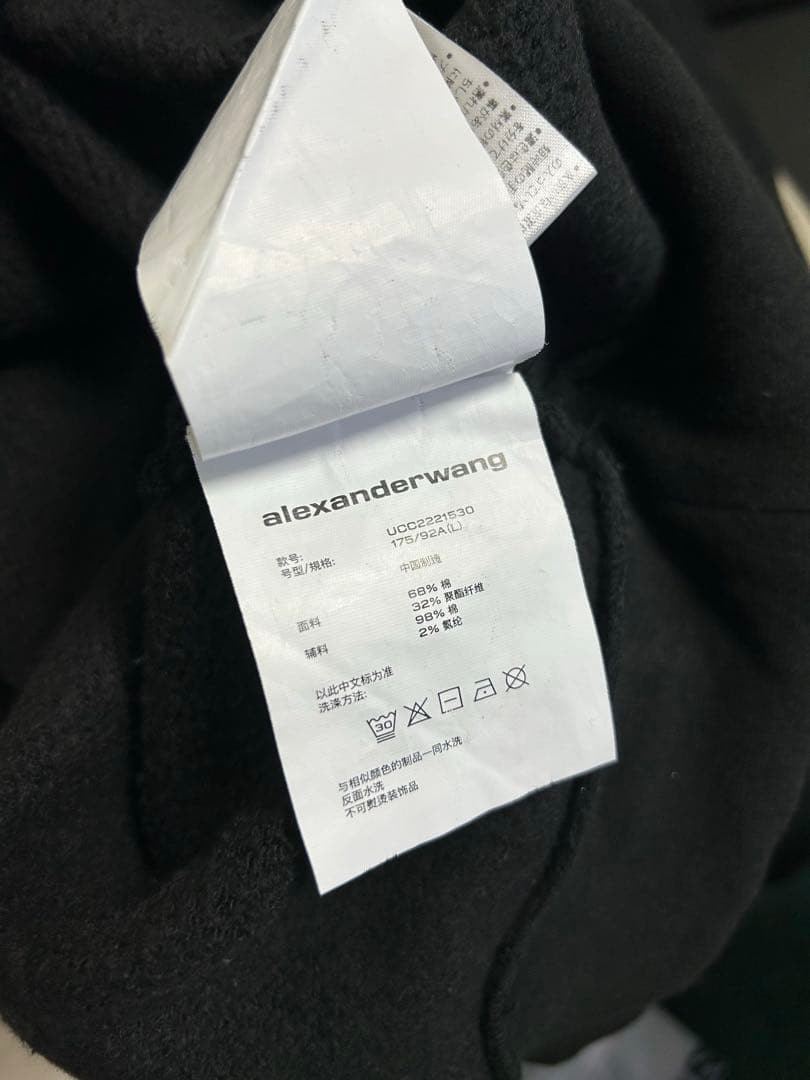 alexanderwang
款号: UCC2221530
号型/规格: 175/92A(L)
中国制造
面料 68% 棉
32% 聚酯纤维
辅料 98% 棉
2% 氨纶
以此中文标为准
洗涤方法:
30
与相似颜色的制品一同水洗
反面水洗
不可熨烫装饰品